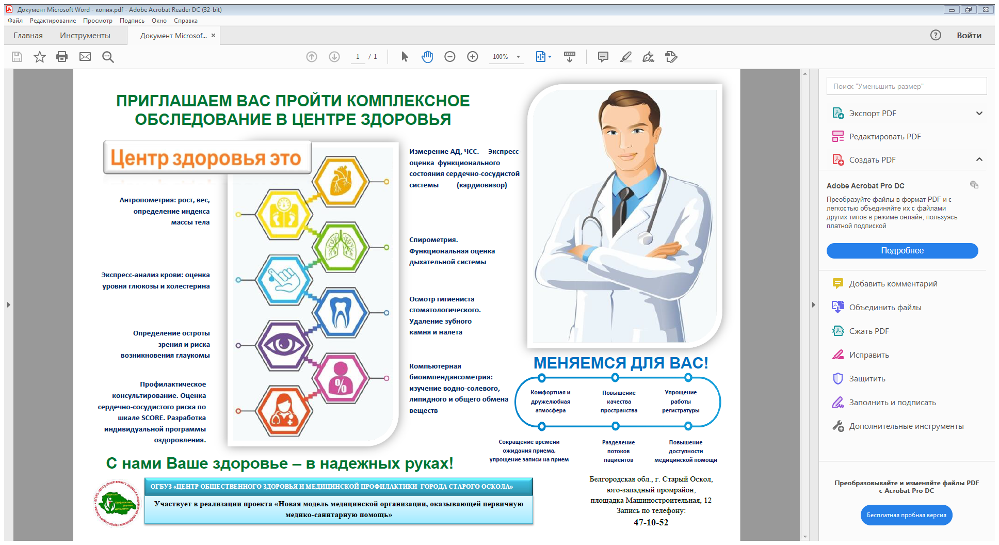 Документ Microsoft Word - копия.pdf - Adobe Acrobat Reader DC (32-bit)
Файл Редактирование Просмотр Подпись Окно Справка
Главная Инструменты Документ Microsof... ×
Войти
1 / 1
100%
ПРИГЛАШАЕМ ВАС ПРОЙТИ КОМПЛЕКСНОЕ
ОБСЛЕДОВАНИЕ В ЦЕНТРЕ ЗДОРОВЬЯ
Центр здоровья это
Измерение АД, ЧСС. Экспресс-
оценка функционального
состояния сердечно-сосудистой
системы (кардиовизор)
Антропометрия: рост, вес,
определение индекса
массы тела
Спирометрия.
Функциональная оценка
дыхательной системы
Экспресс-анализ крови: оценка
уровня глюкозы и холестерина
Осмотр гигиениста
стоматологического.
Удаление зубного
камня и налета
Определение остроты
зрения и риска
возникновения глаукомы
Компьютерная
биоимпендансометрия:
изучение водно-солевого,
липидного и общего обмена
веществ
%
Профилактическое
консультирование. Оценка
сердечно-сосудистого риска по
шкале SCORE. Разработка
индивидуальной программы
оздоровления.
МЕНЯЕМСЯ ДЛЯ ВАС!
Комфортная и
дружелюбная
атмосфера
Повышение
качества
пространства
Упрощение
работы
регистратуры
Сокращение времени
ожидания приема,
упрощение записи на прием
Разделение
потоков
пациентов
Повышение
доступности
медицинской помощи
С нами Ваше здоровье – в надежных руках!
ОГБУЗ «ЦЕНТР ОБЩЕСТВЕННОГО ЗДОРОВЬЯ И МЕДИЦИНСКОЙ ПРОФИЛАКТИКИ ГОРОДА СТАРОГО ОСКОЛА»
Участвует в реализации проекта «Новая модель медицинской организации, оказывающей первичную
медико-санитарную помощь»
Белгородская обл., г. Старый Оскол,
юго-западный промрайон,
площадка Машиностроительная, 12
Запись по телефону:
47-10-52
Поиск "Уменьшить размер"
Экспорт PDF
Редактировать PDF
Создать PDF
Adobe Acrobat Pro DC
Преобразуйте файлы в формат PDF и с
легкостью объединяйте их с файлами
других типов в режиме онлайн, пользуясь
платной подпиской
Подробнее
Добавить комментарий
Объединить файлы
Сжать PDF
Исправить
Защитить
Заполнить и подписать
Дополнительные инструменты
Преобразовывайте и изменяйте файлы PDF
с Acrobat Pro DC
Бесплатная пробная версия